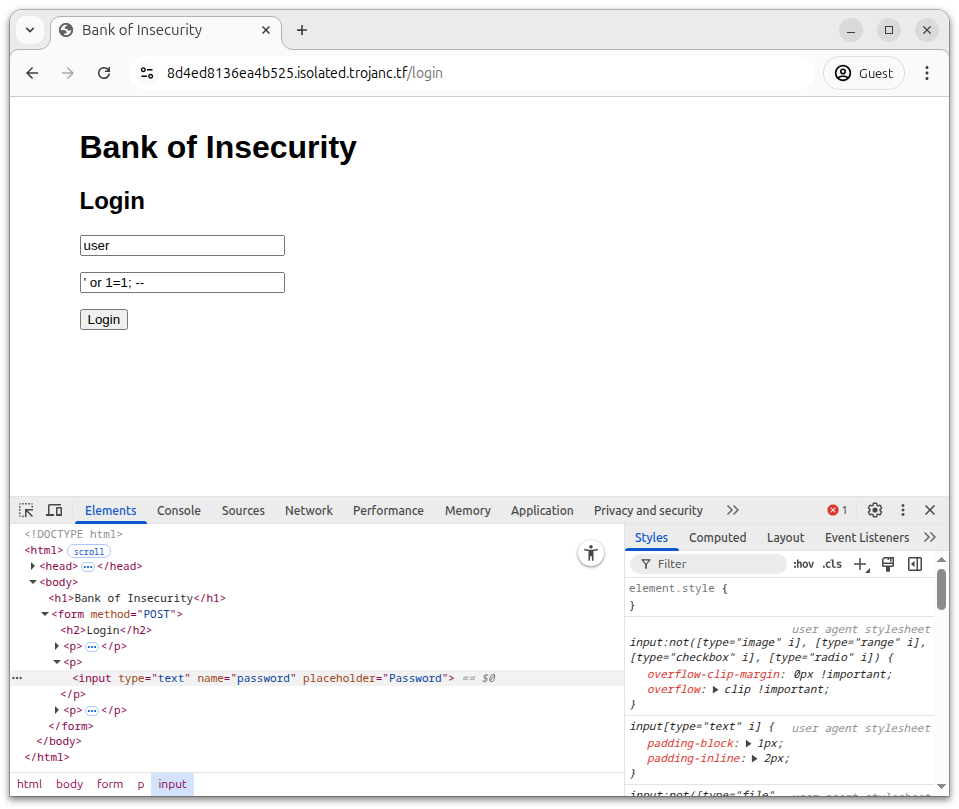 Bank of Insecurity
8d4ed8136ea4b525.isolated.trojanc.tf/login
Guest
Bank of Insecurity
Login
user
' or 1=1; --
Login
Elements Console Sources Network Performance Memory Application Privacy and security 1
<!DOCTYPE html>
<html> scroll
<head> </head>
<body>
<h1>Bank of Insecurity</h1>
<form method="POST">
<h2>Login</h2>
<p> </p>
<p>
<input type="text" name="password" placeholder="Password"> == $0
</p>
<p> </p>
</form>
</body>
</html>
html body form p input
Styles Computed Layout Event Listeners
Filter :hov .cls
element.style {
}
user agent stylesheet
input:not([type="image" i], [type="range" i],
[type="checkbox" i], [type="radio" i]) {
overflow-clip-margin: 0px !important;
overflow: clip !important;
}
input[type="text" i] { user agent stylesheet
padding-block: 1px;
padding-inline: 2px;
}
input:not([type="file" user agent stylesheet